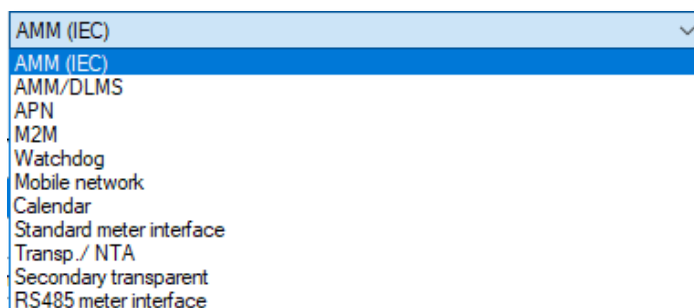 AMM (IEC)
AMM (IEC)
AMM/DLMS
APN
M2M
Watchdog
Mobile network
Calendar
Standard meter interface
Transp./ NTA
Secondary transparent
RS485 meter interface